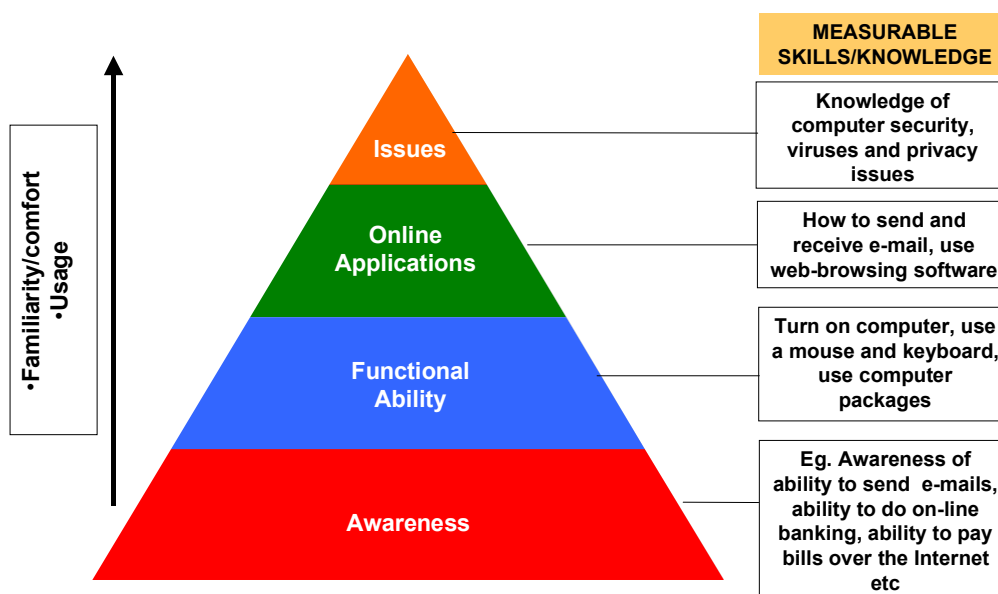 •Familiarity/comfort
•Usage
Issues
Online
Applications
Functional
Ability
Awareness
MEASURABLE
SKILLS/KNOWLEDGE
Knowledge of
computer security,
viruses and privacy
issues
How to send and
receive e-mail, use
web-browsing software
Turn on computer, use
a mouse and keyboard,
use computer
packages
Eg. Awareness of
ability to send e-mails,
ability to do on-line
banking, ability to pay
bills over the Internet
etc